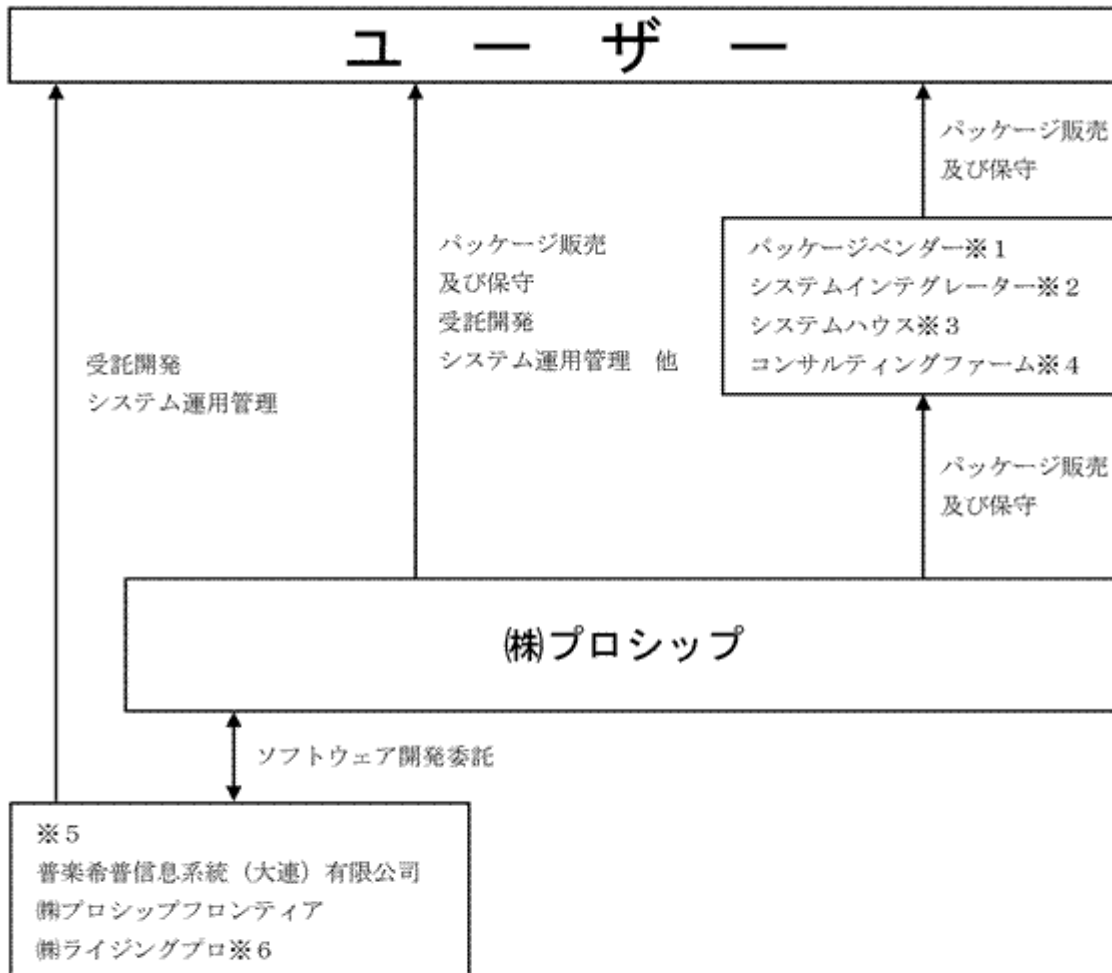 ユーザー
パッケージ販売
及び保守
パッケージベンダー※１
システムインテグレーター※２
システムハウス※３
コンサルティングファーム※４
パッケージ販売
及び保守
受託開発
システム運用管理　他
受託開発
システム運用管理
パッケージ販売
及び保守
㈱プロシップ
ソフトウェア開発委託
※５
普楽希普信息系統（大連）有限公司
㈱プロシップフロンティア
㈱ライジングプロ※６